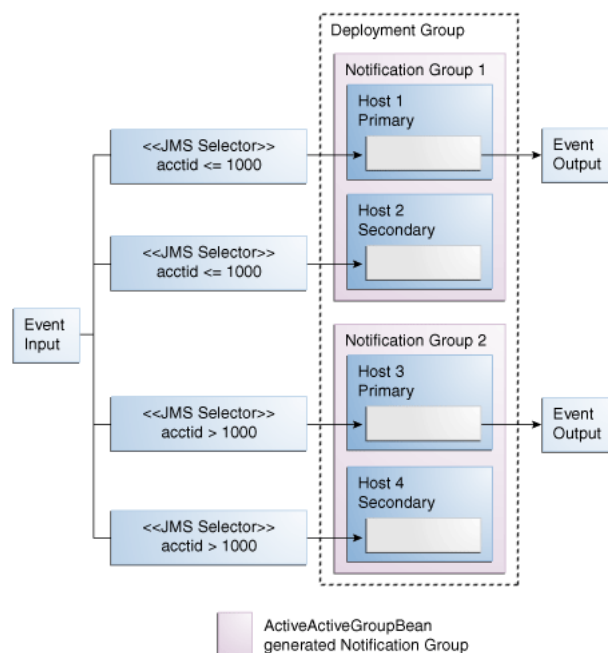 Deployment Group
Notification Group 1
Host 1
Primary
<<JMS Selector>>
acctid <= 1000
Event
Output
Host 2
Secondary
<<JMS Selector>>
acctid <= 1000
Event
Input
Notification Group 2
Host 3
Primary
<<JMS Selector>>
acctid > 1000
Event
Output
Host 4
Secondary
<<JMS Selector>>
acctid > 1000
ActiveActiveGroupBean
generated Notification Group